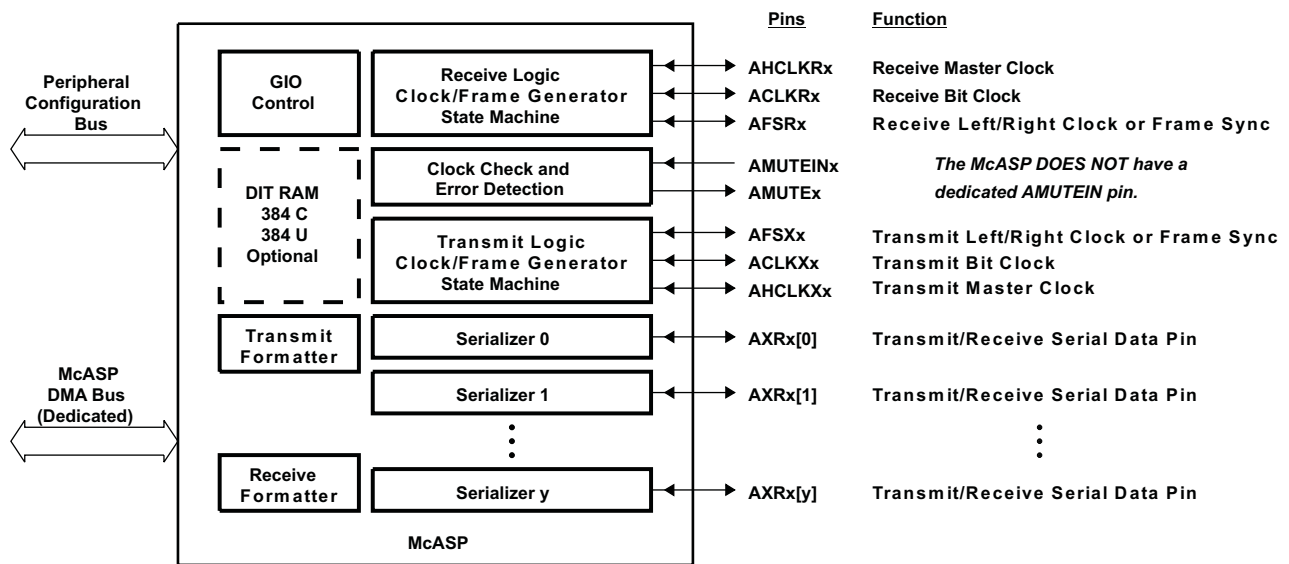 Pins Function
Peripheral
Configuration
Bus
GIO
Control
Receive Logic
Clock/Frame Generator
State Machine
AHCLKRx Receive Master Clock
ACLKRx Receive Bit Clock
AFSRx Receive Left/Right Clock or Frame Sync
DIT RAM
384 C
384 U
Optional
Clock Check and
Error Detection
AMUTEINx
AMUTEx
The McASP DOES NOT have a
dedicated AMUTEIN pin.
Transmit Logic
Clock/Frame Generator
State Machine
AFSXx Transmit Left/Right Clock or Frame Sync
ACLKXx Transmit Bit Clock
AHCLKXx Transmit Master Clock
Transmit
Formatter
Serializer 0
AXRx[0] Transmit/Receive Serial Data Pin
McASP
DMA Bus
(Dedicated)
Serializer 1
AXRx[1] Transmit/Receive Serial Data Pin
Receive
Formatter
Serializer y
AXRx[y] Transmit/Receive Serial Data Pin
McASP